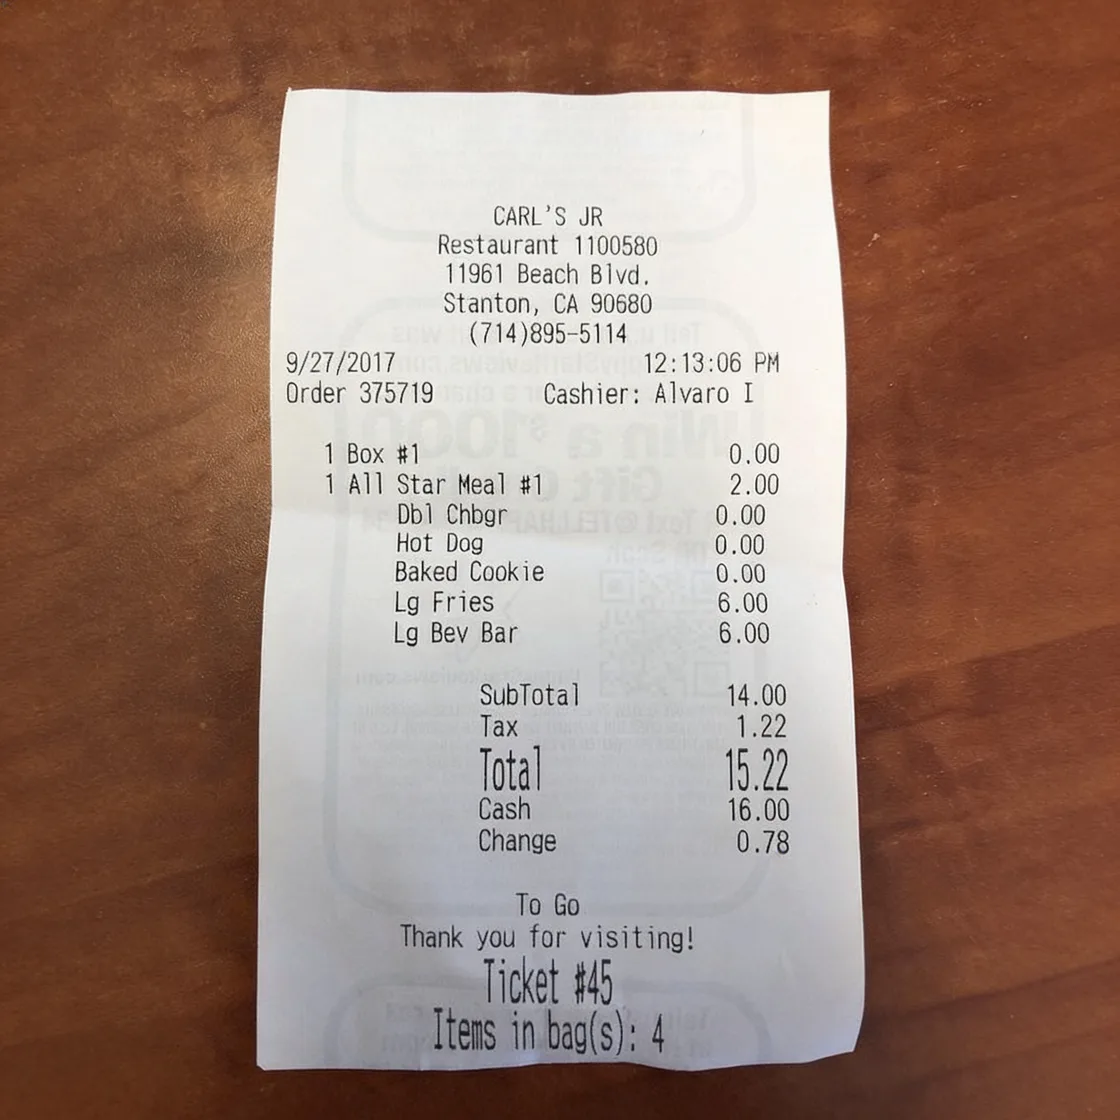 CARL'S JR
Restaurant 1100580
11961 Beach Blvd.
Stanton, CA 90680
(714)895-5114
9/27/2017 12:13:06 PM
Order 375719 Cashier: Alvaro I
1 Box #1 0.00
1 All Star Meal #1 2.00
Dbl Chbgr 0.00
Hot Dog 0.00
Baked Cookie 0.00
Lg Fries 6.00
Lg Bev Bar 6.00
SubTotal 14.00
Tax 1.22
Total 15.22
Cash 16.00
Change 0.78
To Go
Thank you for visiting!
Ticket #45
Items in bag(s): 4